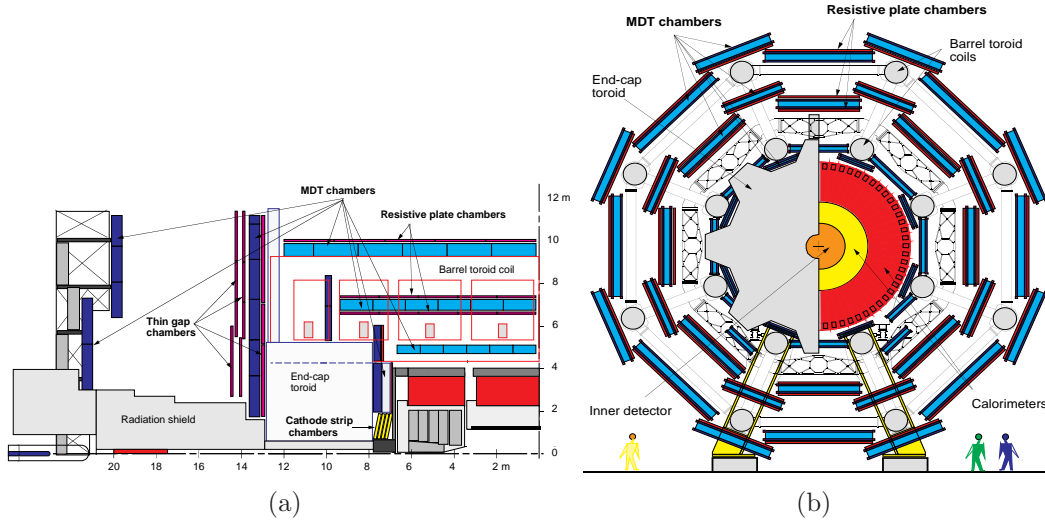 MDT chambers
Resistive plate chambers
Barrel toroid coil
Thin gap
chambers
End-cap
toroid
Radiation shield
Cathode strip
chambers
12 m
10
8
6
4
2
0
20
18
16
14
12
10
8
6
4
2 m
(a)
Resistive plate chambers
MDT chambers
Barrel toroid
coils
End-cap
toroid
Inner detector
Calorimeters
(b)